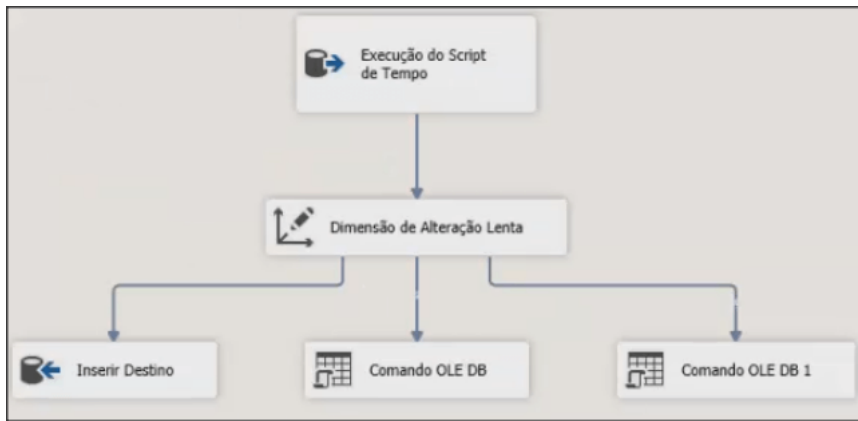 Execução do Script
de Tempo
Dimensão de Alteração Lenta
Inserir Destino
Comando OLE DB
Comando OLE DB 1